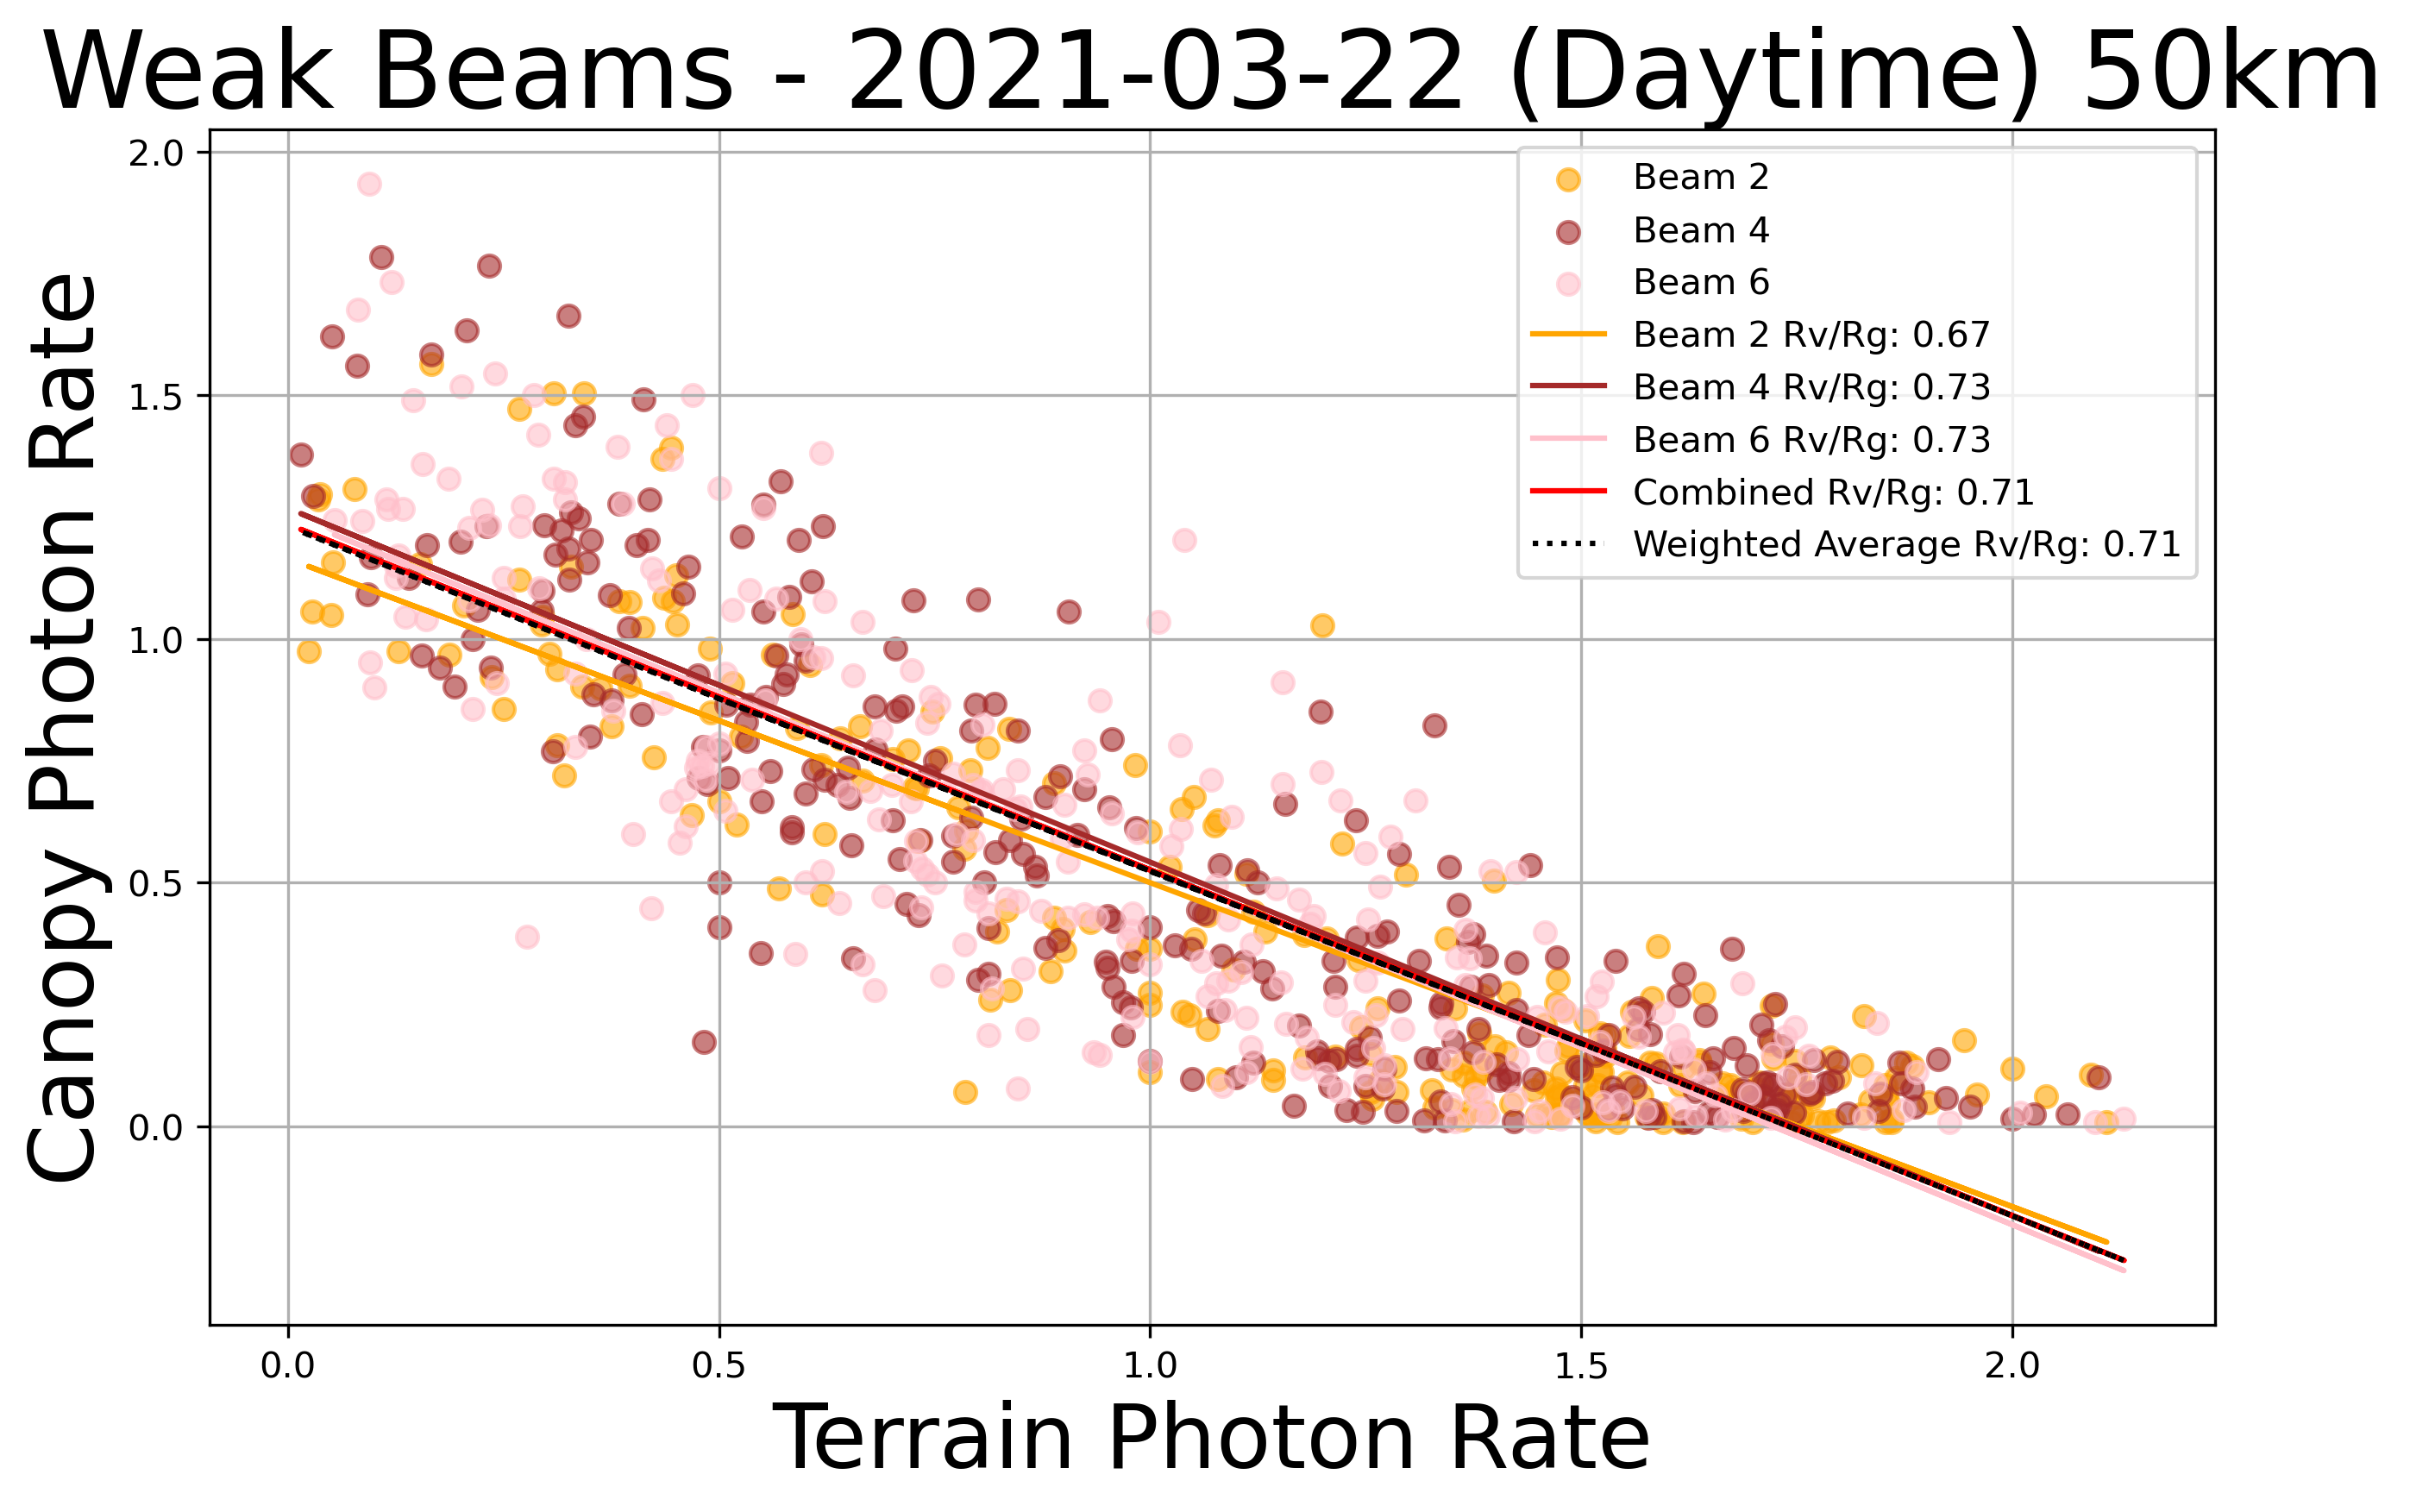 Weak Beams - 2021-03-22 (Daytime) 50km
Canopy Photon Rate
2.0
1.5
1.0
0.5
0.0
Beam 2
Beam 4
Beam 6
Beam 2 Rv/Rg: 0.67
Beam 4 Rv/Rg: 0.73
Beam 6 Rv/Rg: 0.73
Combined Rv/Rg: 0.71
Weighted Average Rv/Rg: 0.71
0.0 0.5 1.0 1.5 2.0
Terrain Photon Rate